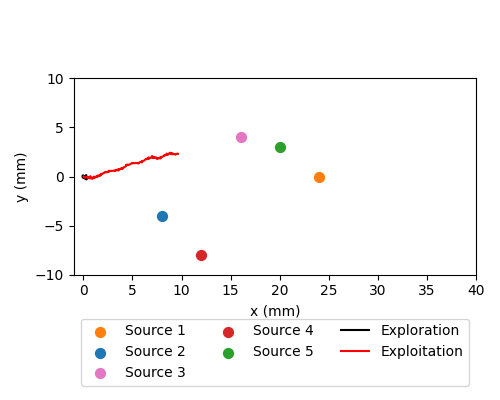 10
5
0
−5
−10
y (mm)
0 5 10 15 20 25 30 35 40
x (mm)
Source 1 Source 4 Exploration
Source 2 Source 5 Exploitation
Source 3